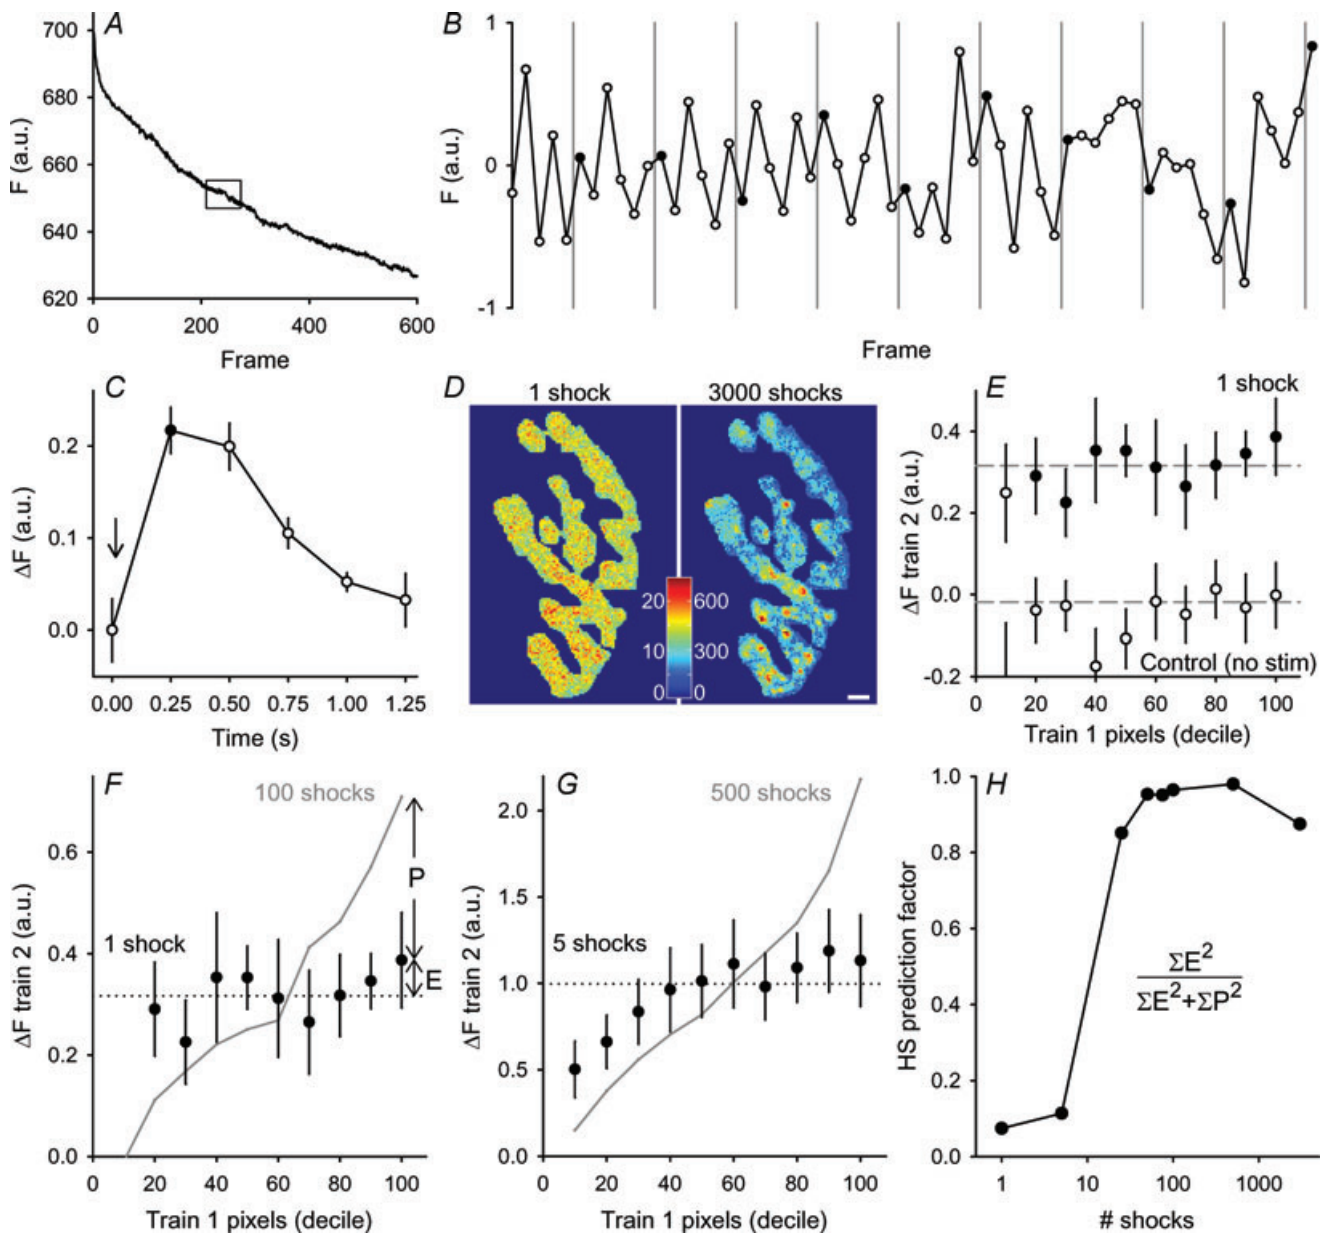 A
F (a.u.)
700
680
660
640
620
0
200
400
600
Frame
B
F (a.u.)
1
0
-1
Frame
C
ΔF (a.u.)
0.2
0.1
0.0
0.00
0.25
0.50
0.75
1.00
1.25
Time (s)
D
1 shock
3000 shocks
20
600
10
300
0
0
E
1 shock
ΔF train 2 (a.u.)
0.4
0.2
0.0
-0.2
Control (no stim)
0
20
40
60
80
100
Train 1 pixels (decile)
F
100 shocks
ΔF train 2 (a.u.)
0.6
0.4
0.2
0.0
1 shock
P
E
0
20
40
60
80
100
Train 1 pixels (decile)
G
500 shocks
ΔF train 2 (a.u.)
2.0
1.5
1.0
0.5
0.0
5 shocks
0
20
40
60
80
100
Train 1 pixels (decile)
H
HS prediction factor
1.0
0.8
0.6
0.4
0.2
0.0
ΣE²
ΣE²+ΣP²
1
10
100
1000
# shocks